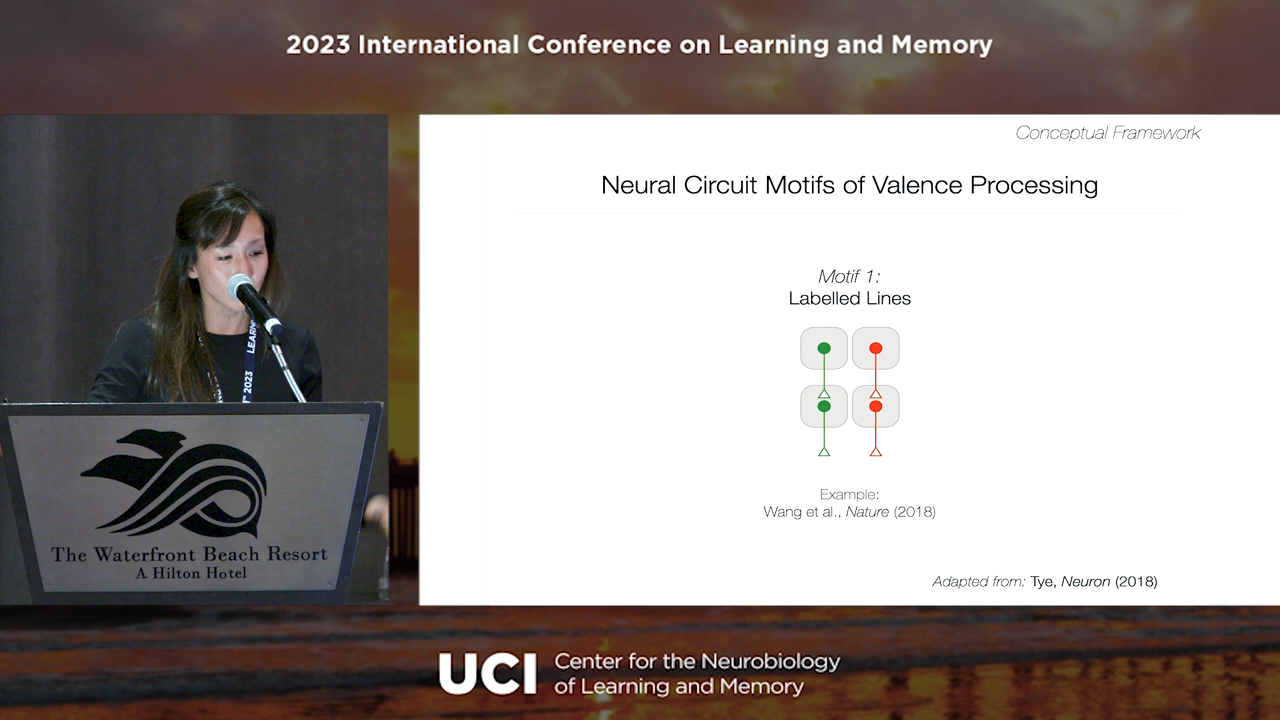 2023 International Conference on Learning and Memory
Conceptual Framework
Neural Circuit Motifs of Valence Processing
Motif 1:
Labelled Lines
Example:
Wang et al., Nature (2018)
Adapted from: Tye, Neuron (2018)
LEARN
2023
The Waterfront Beach Resort
A Hilton Hotel
UCI Center for the Neurobiology
of Learning and Memory